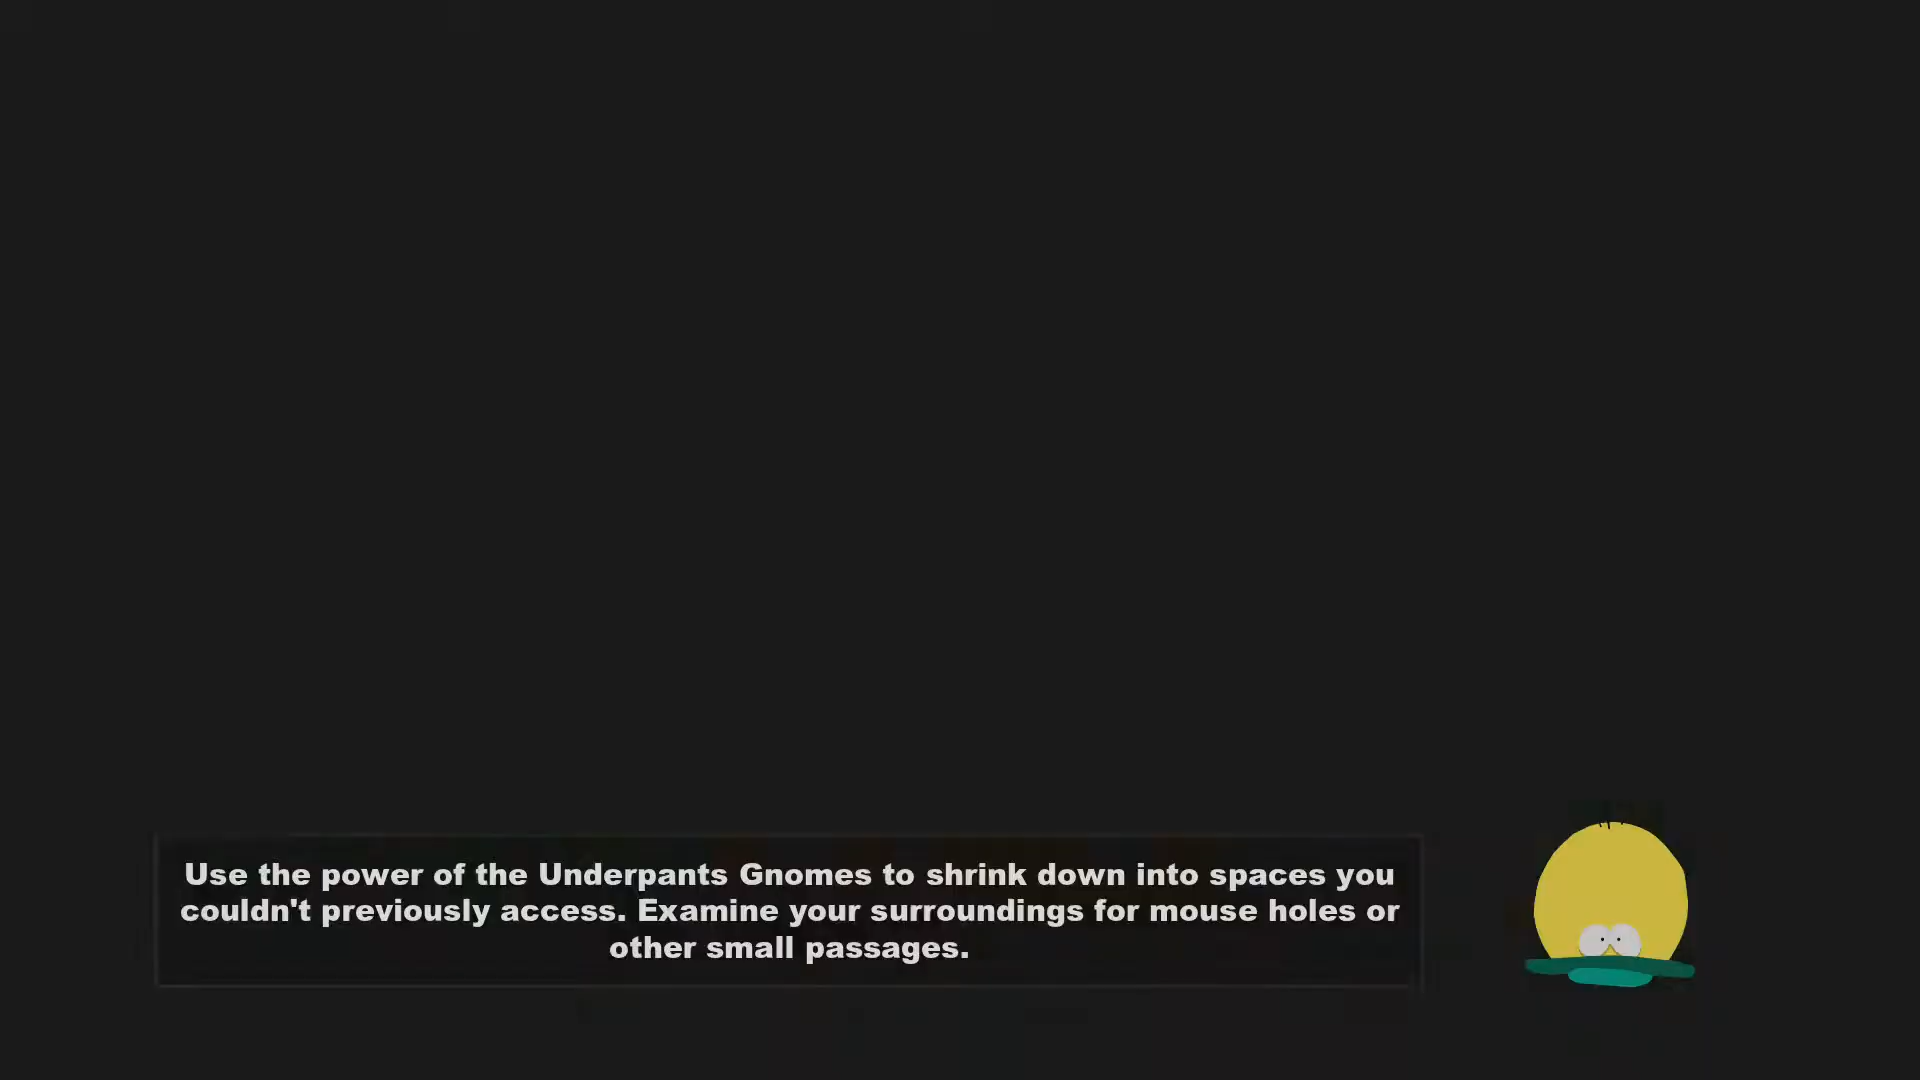 Use the power of the Underpants Gnomes to shrink down into spaces you
couldn't previously access. Examine your surroundings for mouse holes or
other small passages.